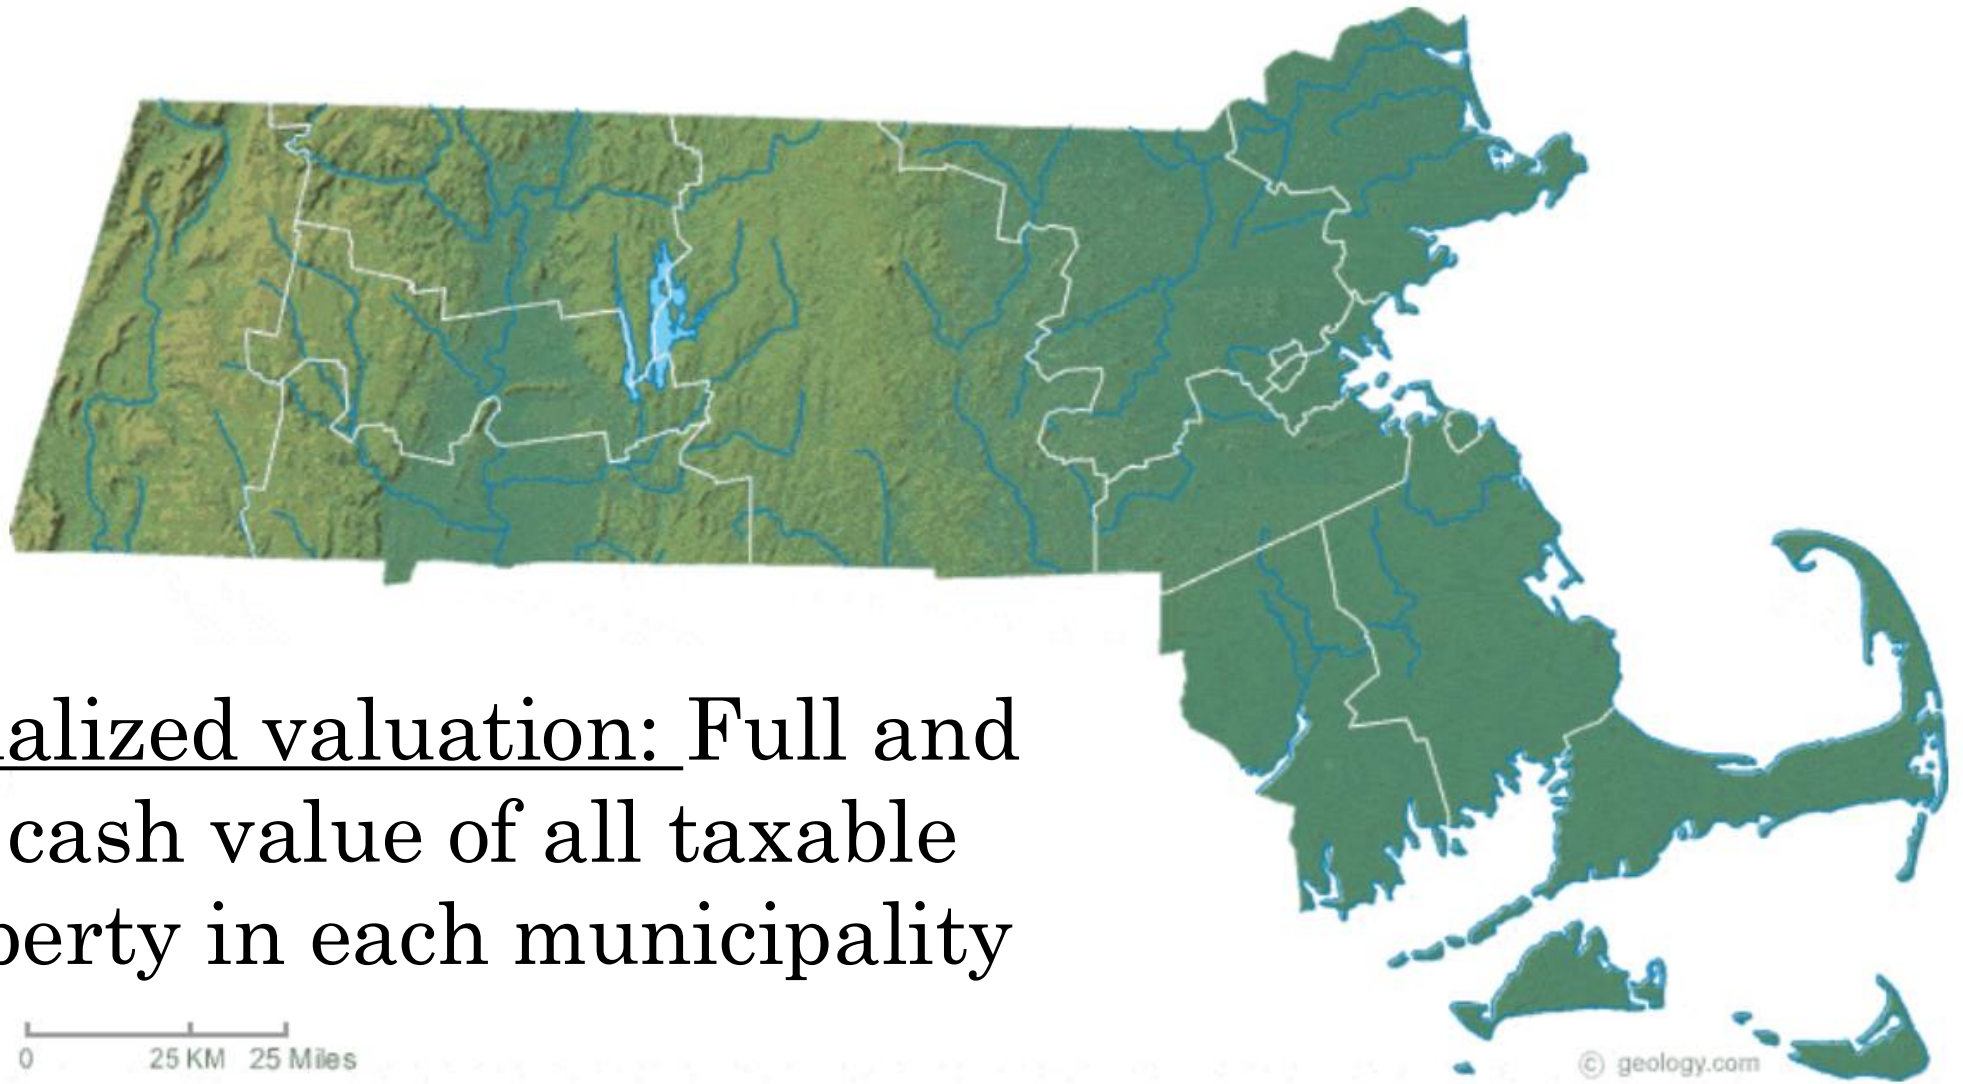 alized valuation: Full and
cash value of all taxable
perty in each municipality
0 25 KM 25 Miles
© geology.com